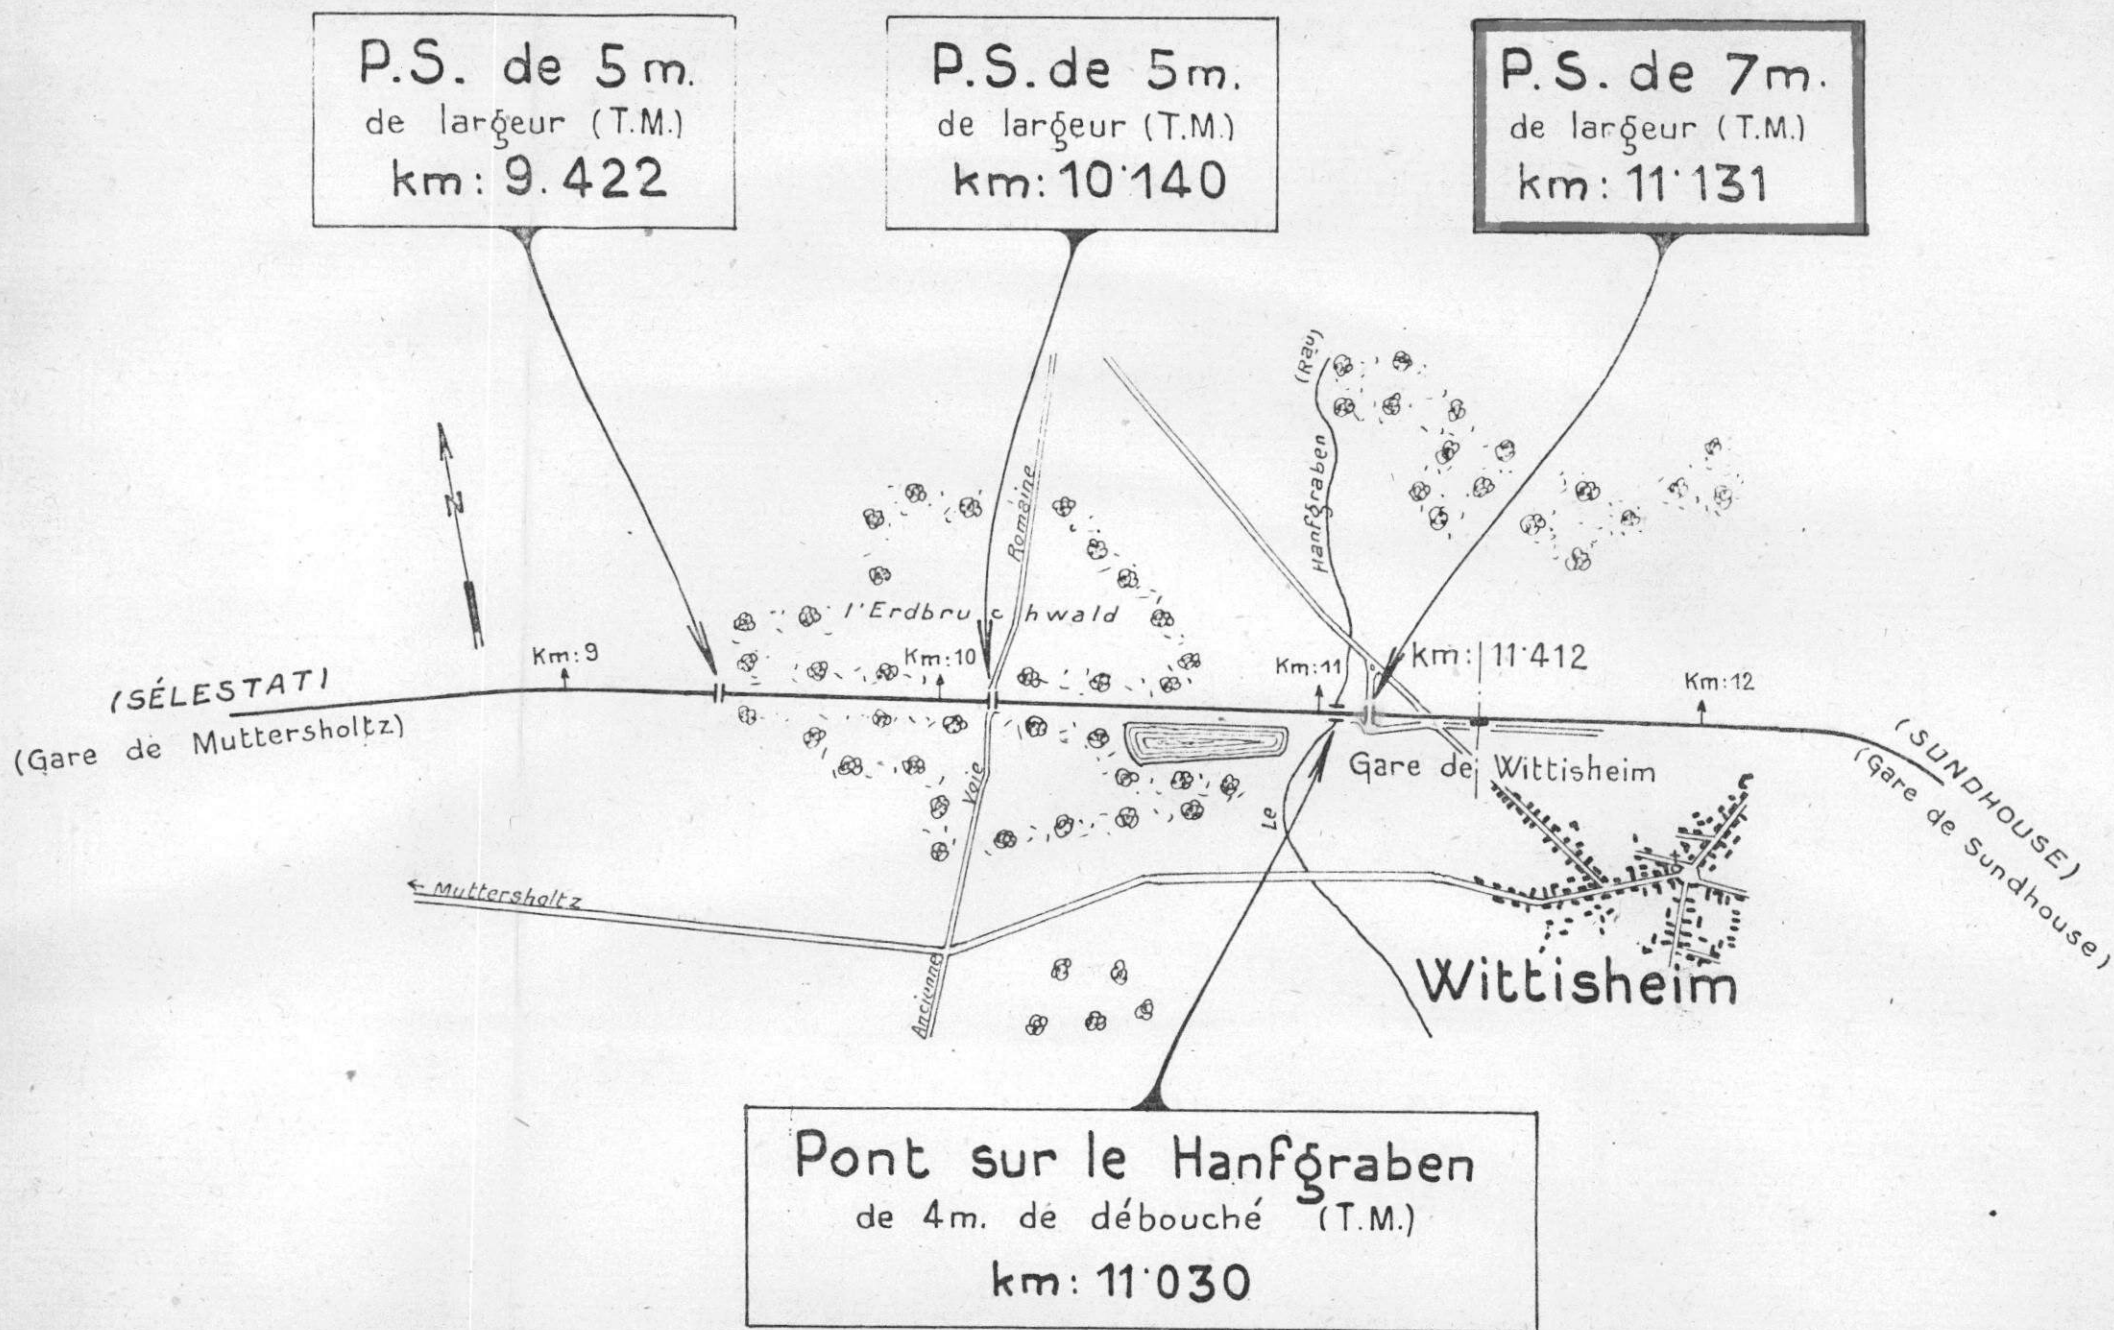 P.S. de 5 m.
de largeur (T.M.)
km: 9.422
P.S. de 5 m.
de largeur (T.M.)
km: 10·140
P.S. de 7 m.
de largeur (T.M.)
km: 11·131
N
(Rau)
Hanfgraben
Romaine
l'Erdbruchwald
Km:9
Km:10
Km:11
km: 11·412
Km:12
(SÉLESTAT)
(Gare de Muttersholtz)
(SUNDHOUSE)
(Gare de Sundhouse)
Gare de Wittisheim
Voie
Le
← Muttersholtz
Ancienne
Wittisheim
Pont sur le Hanfgraben
de 4 m. de débouché (T.M.)
km: 11·030